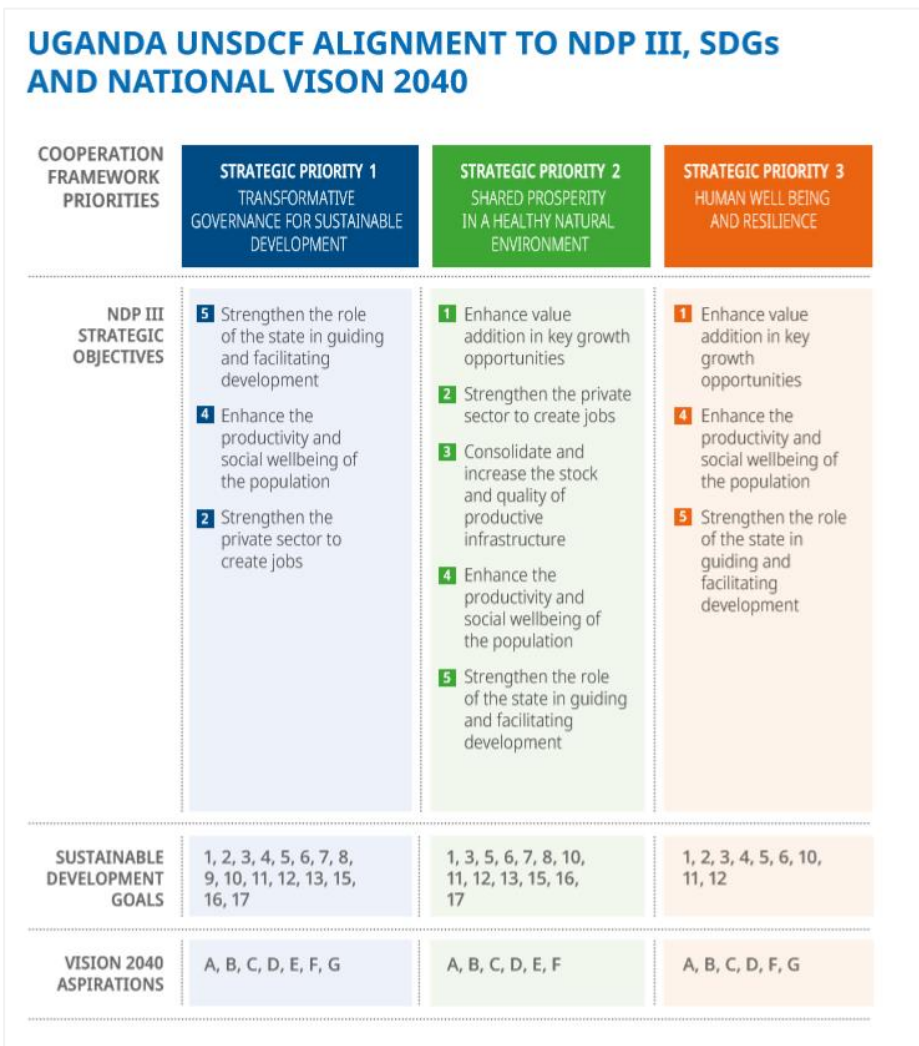 UGANDA UNSDCF ALIGNMENT TO NDP III, SDGs
AND NATIONAL VISON 2040
COOPERATION
FRAMEWORK
PRIORITIES
STRATEGIC PRIORITY 1
TRANSFORMATIVE
GOVERNANCE FOR SUSTAINABLE
DEVELOPMENT
STRATEGIC PRIORITY 2
SHARED PROSPERITY
IN A HEALTHY NATURAL
ENVIRONMENT
STRATEGIC PRIORITY 3
HUMAN WELL BEING
AND RESILIENCE
NDP III
STRATEGIC
OBJECTIVES
5 Strengthen the role
of the state in guiding
and facilitating
development
4 Enhance the
productivity and
social wellbeing of
the population
2 Strengthen the
private sector to
create jobs
1 Enhance value
addition in key growth
opportunities
2 Strengthen the private
sector to create jobs
3 Consolidate and
increase the stock
and quality of
productive
infrastructure
4 Enhance the
productivity and
social wellbeing of
the population
5 Strengthen the role
of the state in guiding
and facilitating
development
1 Enhance value
addition in key
growth
opportunities
4 Enhance the
productivity and
social wellbeing of
the population
5 Strengthen the role
of the state in
guiding and
facilitating
development
SUSTAINABLE
DEVELOPMENT
GOALS
1, 2, 3, 4, 5, 6, 7, 8,
9, 10, 11, 12, 13, 15,
16, 17
1, 3, 5, 6, 7, 8, 10,
11, 12, 13, 15, 16,
17
1, 2, 3, 4, 5, 6, 10,
11, 12
VISION 2040
ASPIRATIONS
A, B, C, D, E, F, G
A, B, C, D, E, F
A, B, C, D, F, G